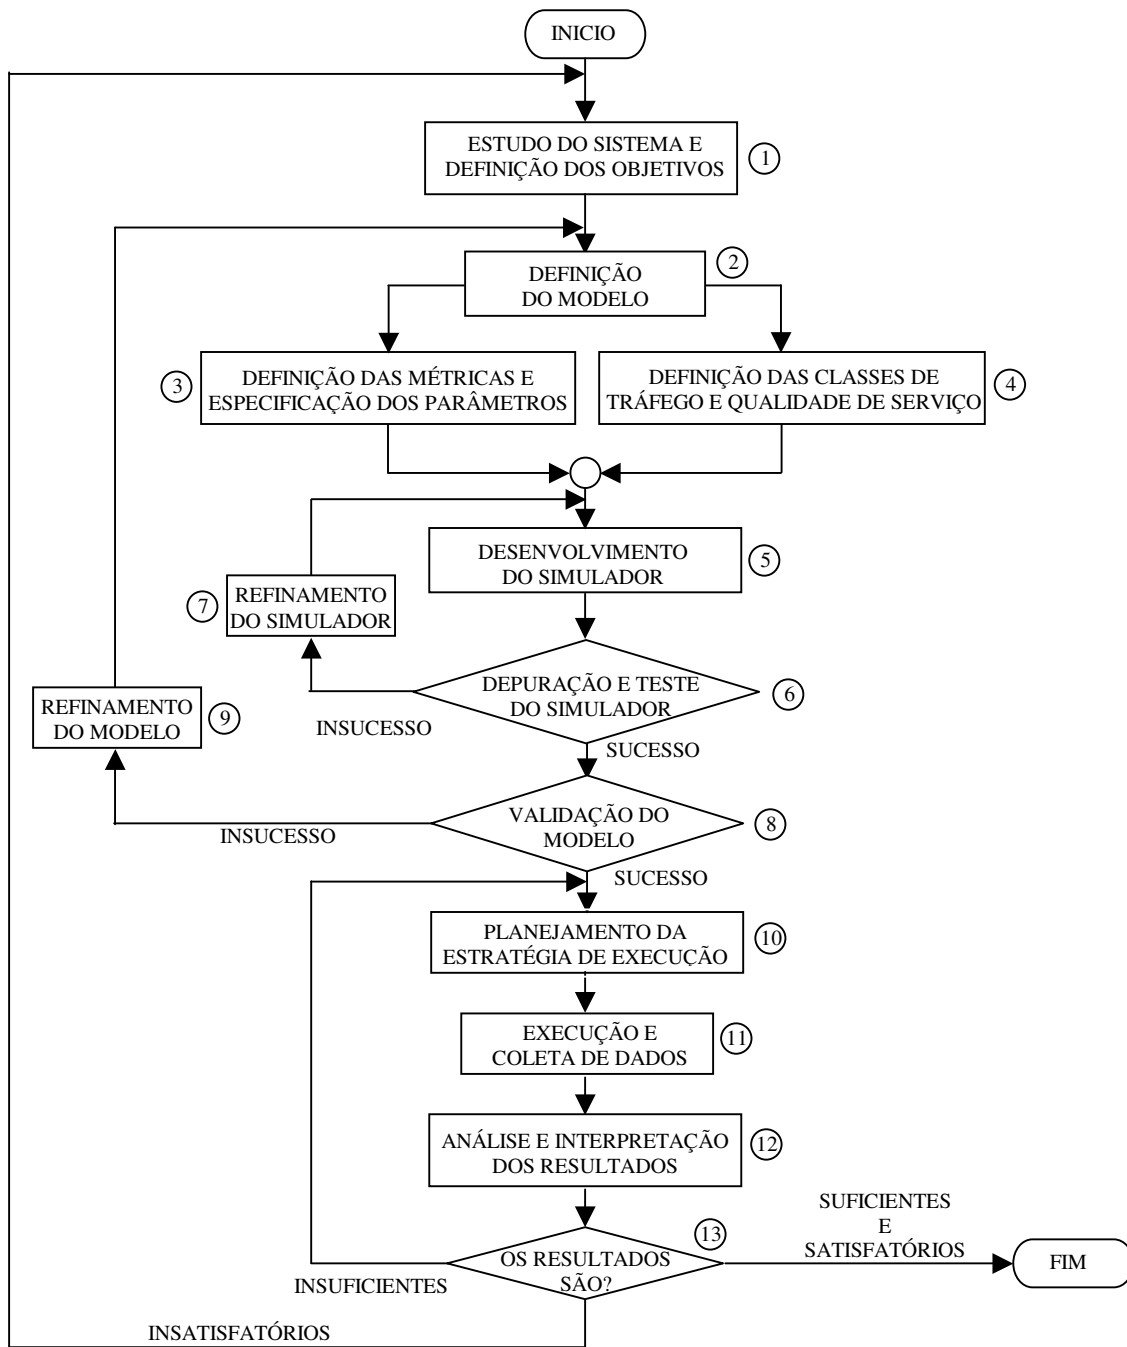 INICIO
ESTUDO DO SISTEMA E
DEFINIÇÃO DOS OBJETIVOS
1
DEFINIÇÃO
DO MODELO
2
3
DEFINIÇÃO DAS MÉTRICAS E
ESPECIFICAÇÃO DOS PARÂMETROS
DEFINIÇÃO DAS CLASSES DE
TRÁFEGO E QUALIDADE DE SERVIÇO
4
DESENVOLVIMENTO
DO SIMULADOR
5
7
REFINAMENTO
DO SIMULADOR
DEPURAÇÃO E TESTE
DO SIMULADOR
6
INSUCESSO
SUCESSO
REFINAMENTO
DO MODELO
9
VALIDAÇÃO DO
MODELO
8
INSUCESSO
SUCESSO
PLANEJAMENTO DA
ESTRATÉGIA DE EXECUÇÃO
10
EXECUÇÃO E
COLETA DE DADOS
11
ANÁLISE E INTERPRETAÇÃO
DOS RESULTADOS
12
OS RESULTADOS
SÃO?
13
SUFICIENTES
E
SATISFATÓRIOS
FIM
INSUFICIENTES
INSATISFATÓRIOS